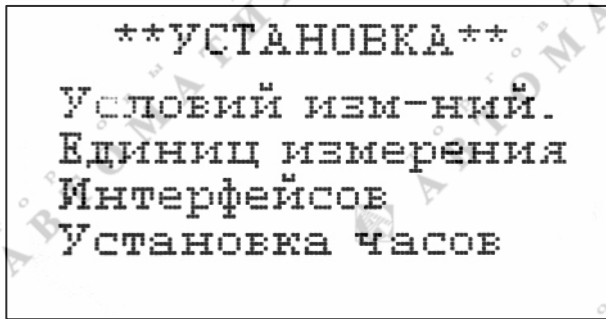 **УСТАНОВКА**
Условий изм-ний.
Единиц измерения
Интерфейсов
Установка часов